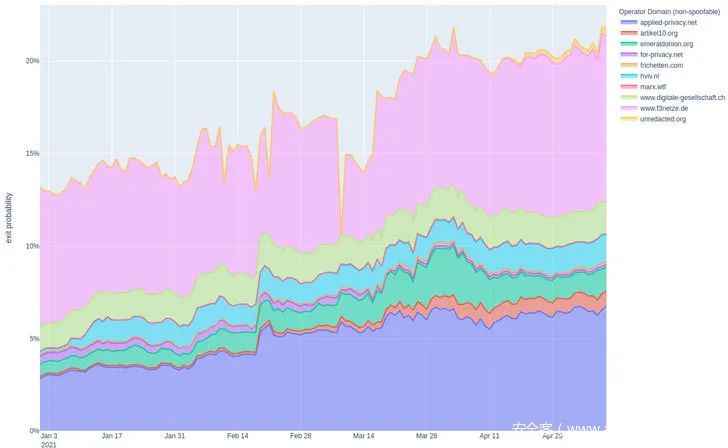 Operator Domain (non-spoofable)
applied-privacy.net
artikel10.org
emeraldonion.org
for-privacy.net
frichetten.com
hviv.nl
marx.wtf
www.digitale-gesellschaft.ch
www.f3netze.de
unredacted.org
exit probability
20%
15%
10%
5%
0%
Jan 3
2021
Jan 17
Jan 31
Feb 14
Feb 28
Mar 14
Mar 28
Apr 11
Apr 25
安全客 ( www.a